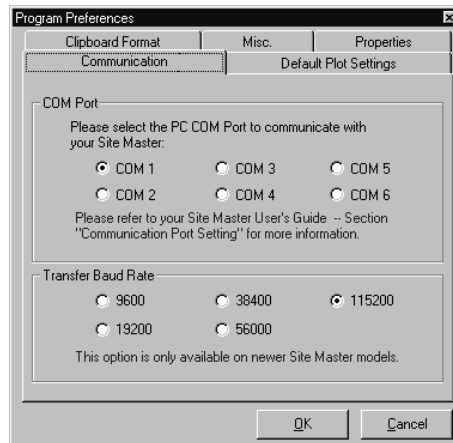 Program Preferences
Clipboard Format Misc. Properties
Communication Default Plot Settings
COM Port
Please select the PC COM Port to communicate with
your Site Master:
COM 1 COM 3 COM 5
COM 2 COM 4 COM 6
Please refer to your Site Master User's Guide -- Section
"Communication Port Setting" for more information.
Transfer Baud Rate
9600 38400 115200
19200 56000
This option is only available on newer Site Master models.
OK Cancel